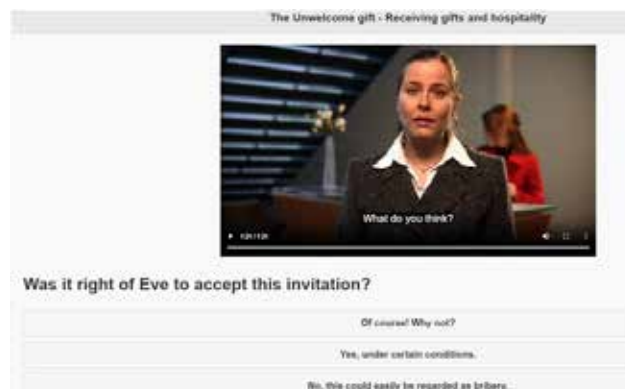 The Unwelcome gift - Receiving gifts and hospitality
What do you think?
Was it right of Eve to accept this invitation?
Of course! Why not?
Yes, under certain conditions.
No, this could easily be regarded as bribery.